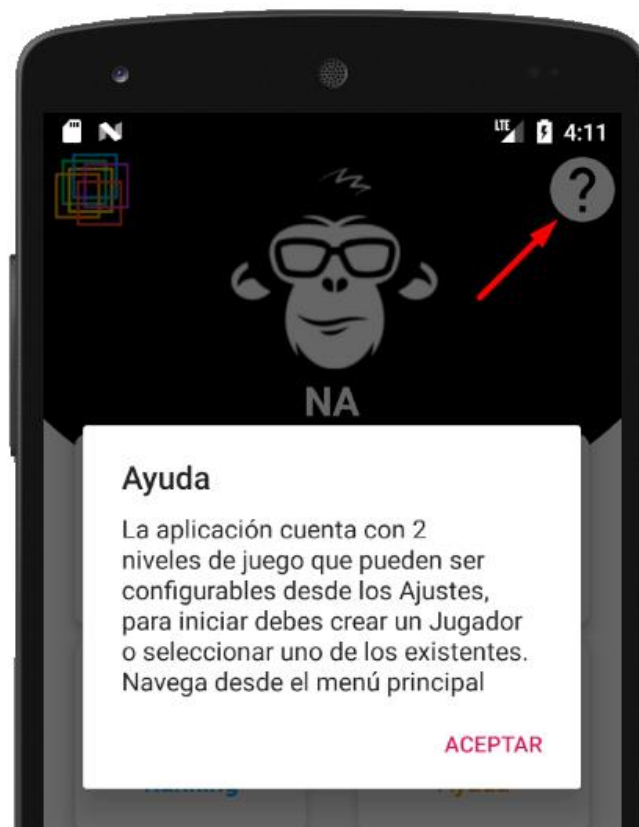 LTE 4:11
?
NA
Ayuda
La aplicación cuenta con 2
niveles de juego que pueden ser
configurables desde los Ajustes,
para iniciar debes crear un Jugador
o seleccionar uno de los existentes.
Navega desde el menú principal
ACEPTAR